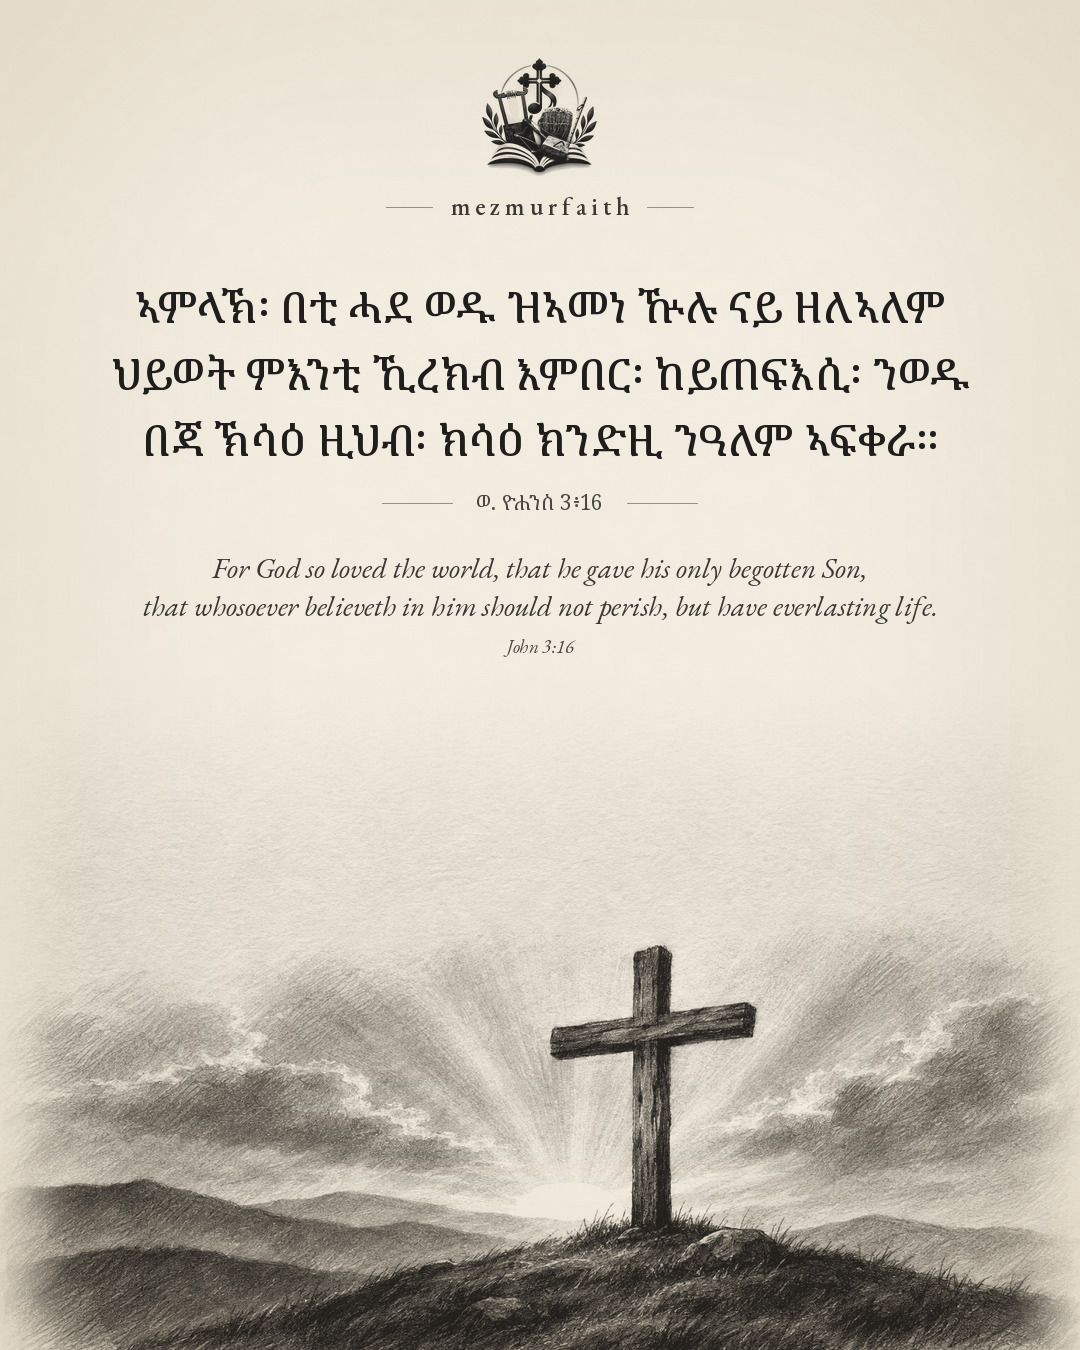 mezmurfaith
ኣምላኽ፡ በቲ ሓደ ወዱ ዝኣመነ ዅሉ ናይ ዘለኣለም
ህይወት ምእንቲ ኺረክብ እምበር፡ ከይጠፍእሲ፡ ንወዱ
በጃ ኽሳዕ ዚህብ፡ ክሳዕ ክንድዚ ንዓለም ኣፍቀራ።
ወ. ዮሐንስ 3፥16
For God so loved the world, that he gave his only begotten Son,
that whosoever believeth in him should not perish, but have everlasting life.
John 3:16